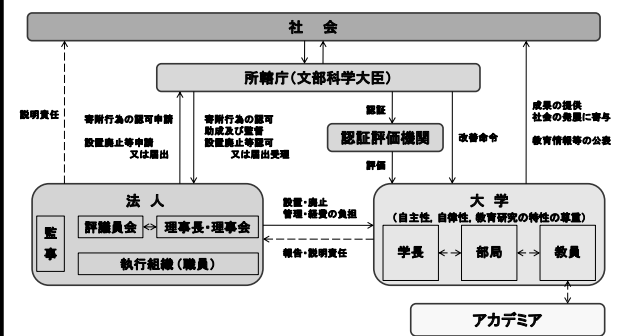 社　会
所轄庁(文部科学大臣)
説明責任
寄附行為の認可申請
設置廃止等申請
又は届出
寄附行為の認可
助成及び監督
設置廃止等認可
又は届出受理
認証
認証評価機関
評価
改善命令
成果の提供
社会の発展に寄与
教育情報等の公表
法　人
監
事
評議員会
理事長・理事会
執行組織(職員)
設置・廃止
管理・経費の負担
報告・説明責任
大　学
(自主性,自律性,教育研究の特性の尊重)
学長
部局
教員
アカデミア